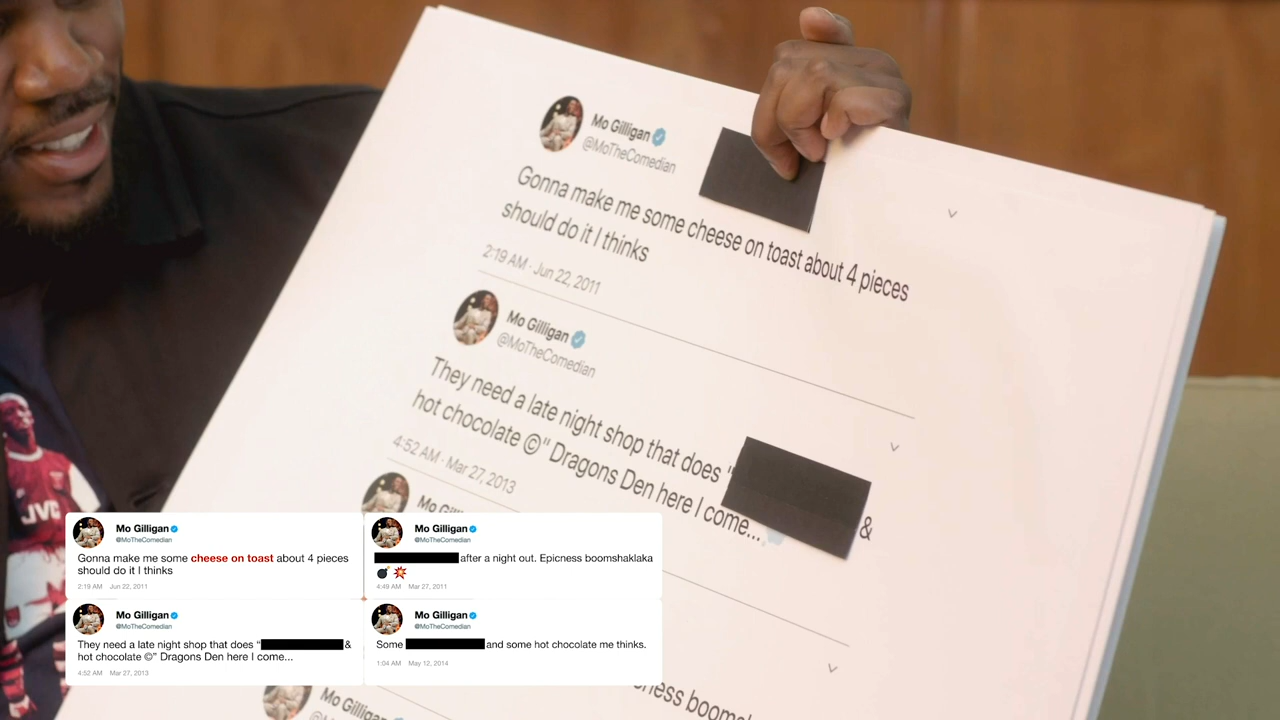 Mo Gilligan
@MoTheComedian
Gonna make me some cheese on toast about 4 pieces
should do it I thinks
2:19 AM · Jun 22, 2011
Mo Gilligan
@MoTheComedian
They need a late night shop that does " &
hot chocolate ©" Dragons Den here I come...
4:52 AM · Mar 27, 2013
Mo
JVC
Mo Gilligan
@MoTheComedian
Gonna make me some cheese on toast about 4 pieces
should do it I thinks
2:19 AM Jun 22, 2011
Mo Gilligan
@MoTheComedian
after a night out. Epicness boomshaklaka
4:49 AM Mar 27, 2011
Mo Gilligan
@MoTheComedian
They need a late night shop that does “ &
hot chocolate ©” Dragons Den here I come...
4:52 AM Mar 27, 2013
Mo Gilligan
@MoTheComedian
Some and some hot chocolate me thinks.
1:04 AM May 12, 2014
Mo Gilligan